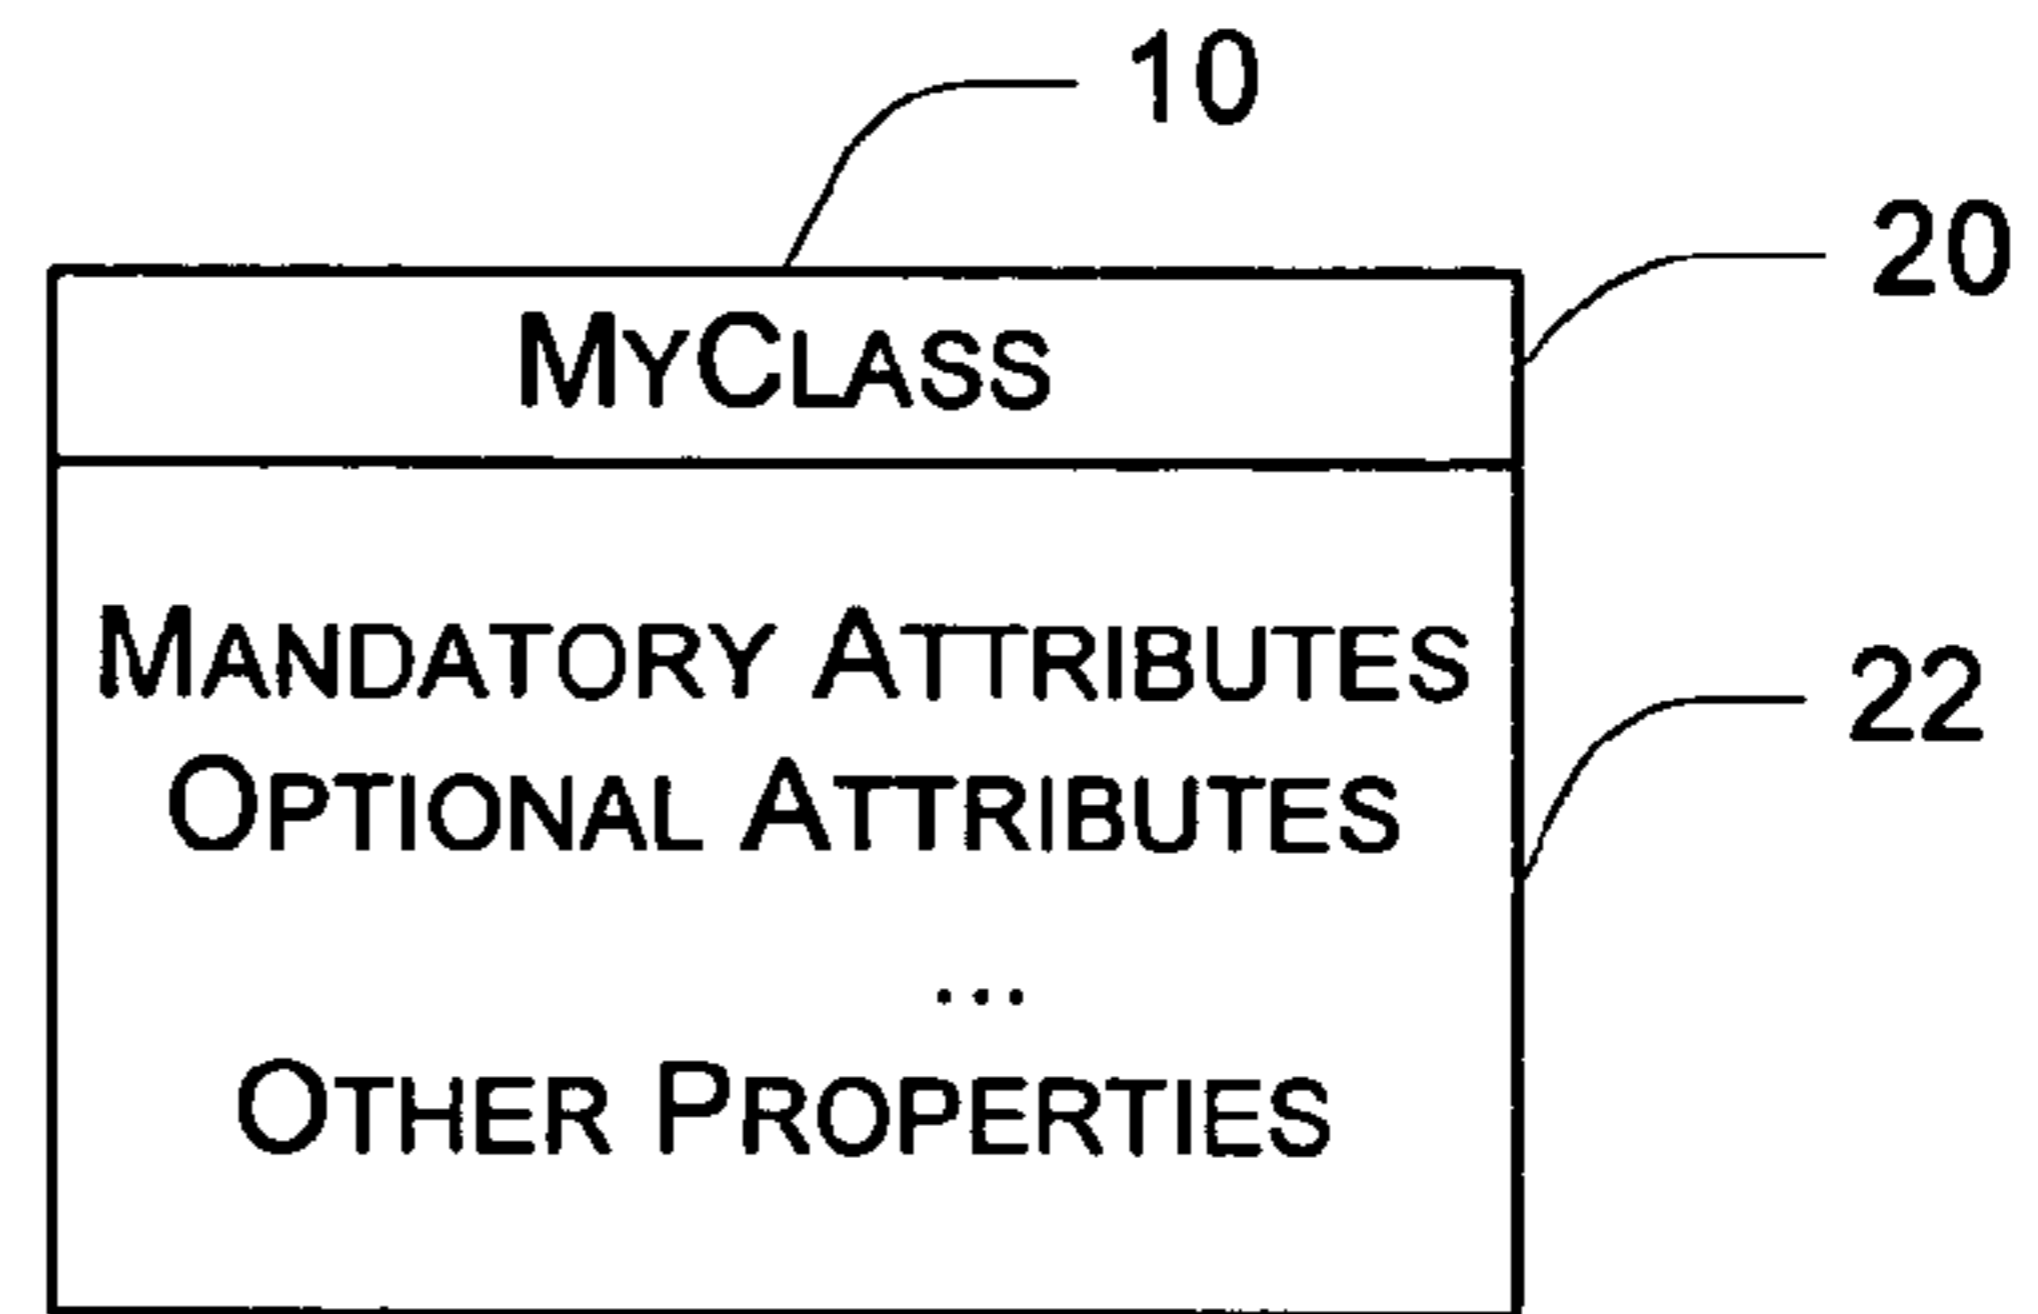 10
20
MYCLASS
MANDATORY ATTRIBUTES
22
OPTIONAL ATTRIBUTES
...
OTHER PROPERTIES